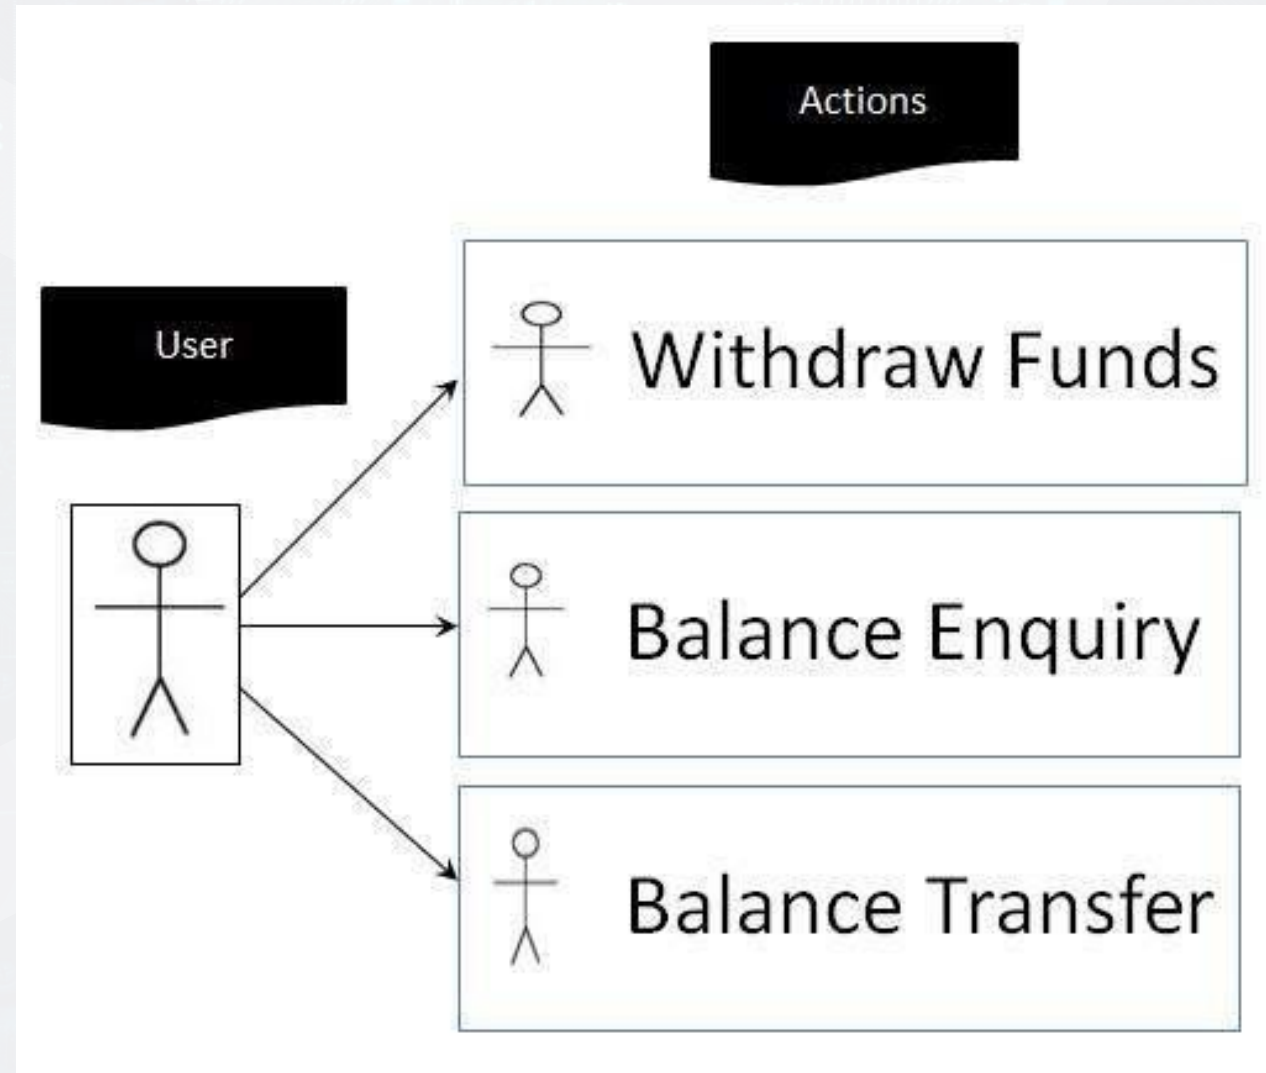 Actions
User
Withdraw Funds
Balance Enquiry
Balance Transfer